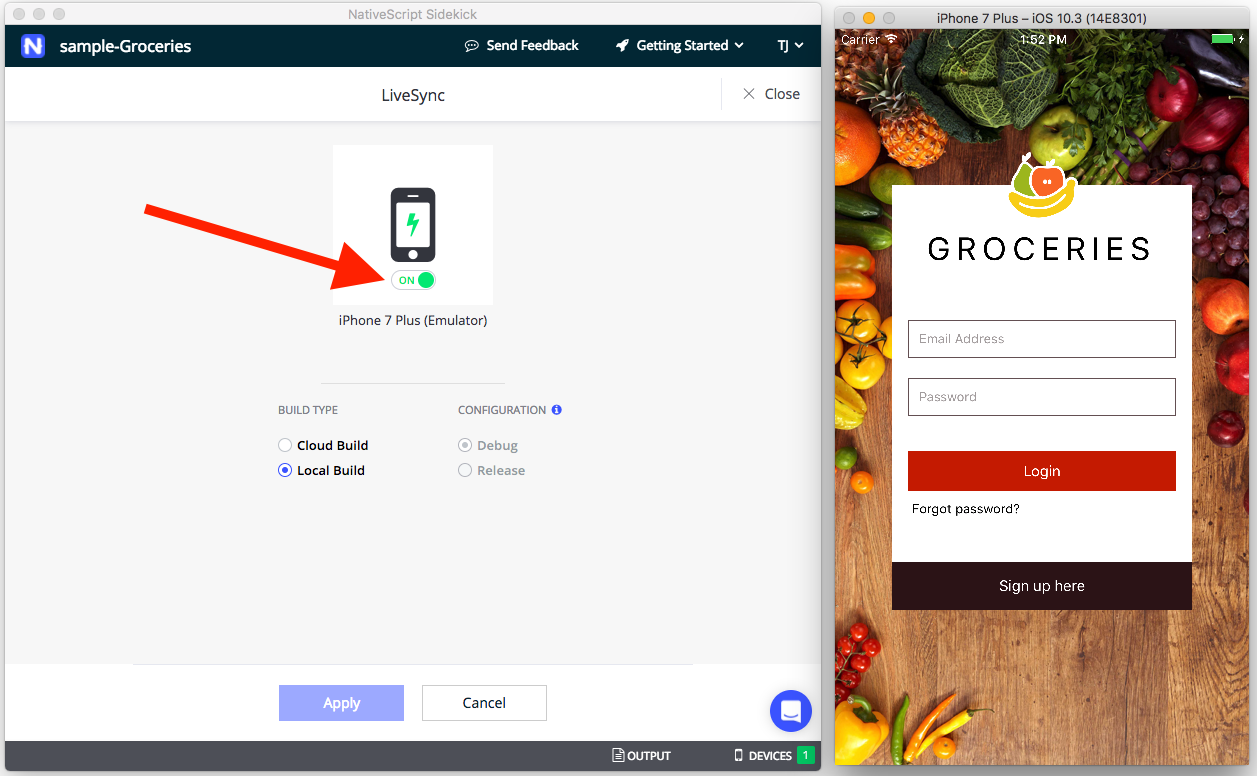 NativeScript Sidekick
N
sample-Groceries
Send Feedback
Getting Started
TJ
LiveSync
Close
ON
iPhone 7 Plus (Emulator)
BUILD TYPE
CONFIGURATION
Cloud Build
Debug
Local Build
Release
Apply
Cancel
OUTPUT
DEVICES 1
iPhone 7 Plus – iOS 10.3 (14E8301)
Carrier
1:52 PM
GROCERIES
Email Address
Password
Login
Forgot password?
Sign up here